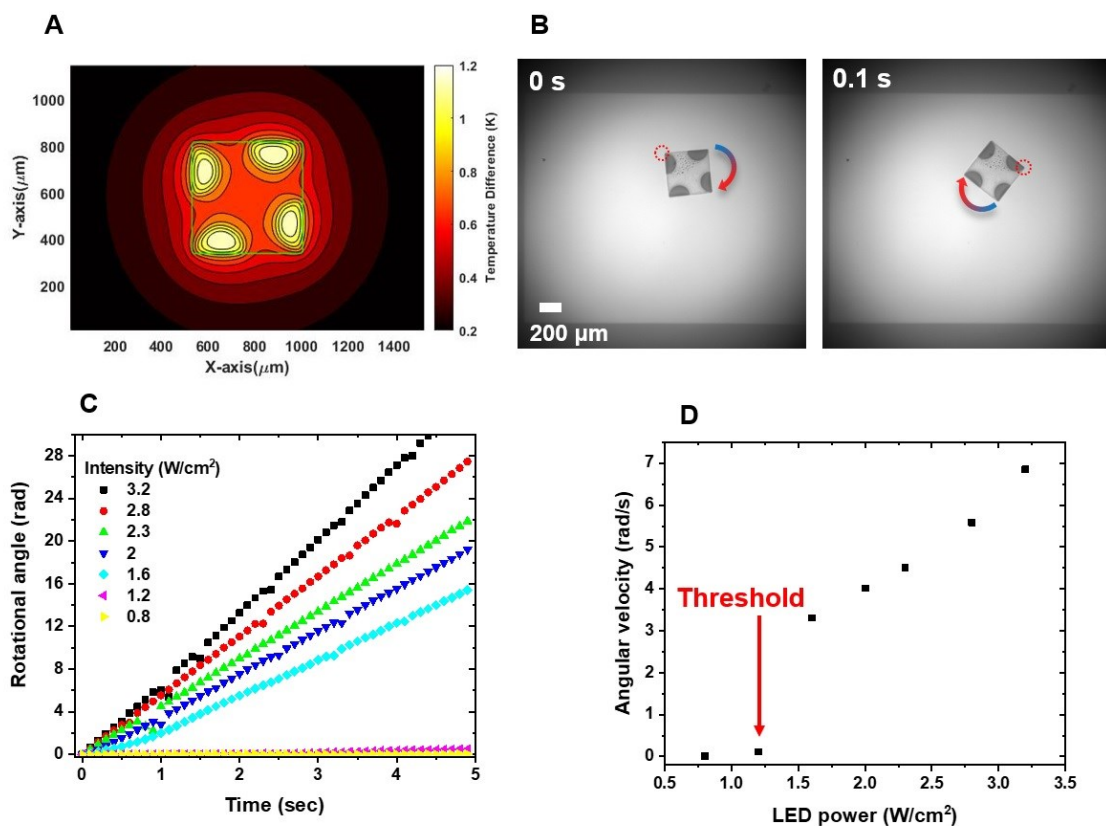 A
1000
800
600
400
200
Y-axis(μm)
200 400 600 800 1000 1200 1400
X-axis(μm)
1.2
1
0.8
0.6
0.4
0.2
Temperature Difference (K)
B
0 s
200 μm
0.1 s
C
28
24
20
16
12
8
4
0
Rotational angle (rad)
Intensity (W/cm²)
3.2
2.8
2.3
2
1.6
1.2
0.8
0 1 2 3 4 5
Time (sec)
D
7
6
5
4
3
2
1
0
Angular velocity (rad/s)
Threshold
0.5 1.0 1.5 2.0 2.5 3.0 3.5
LED power (W/cm²)